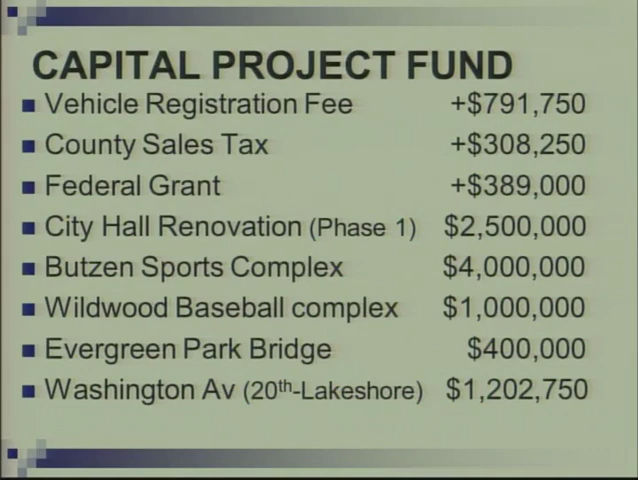 CAPITAL PROJECT FUND
Vehicle Registration Fee +$791,750
County Sales Tax +$308,250
Federal Grant +$389,000
City Hall Renovation (Phase 1) $2,500,000
Butzen Sports Complex $4,000,000
Wildwood Baseball complex $1,000,000
Evergreen Park Bridge $400,000
Washington Av (20th-Lakeshore) $1,202,750